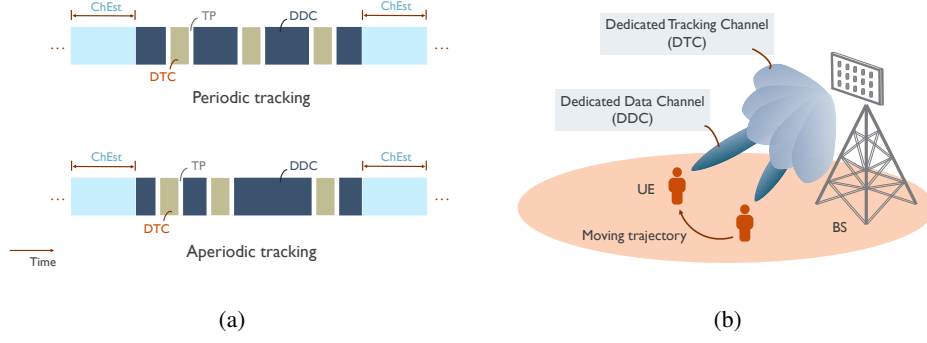 ChEst
TP
DDC
ChEst
...
...
DTC
Periodic tracking
ChEst
TP
DDC
ChEst
...
...
DTC
Aperiodic tracking
Time
(a)
Dedicated Tracking Channel
(DTC)
Dedicated Data Channel
(DDC)
UE
BS
Moving trajectory
(b)